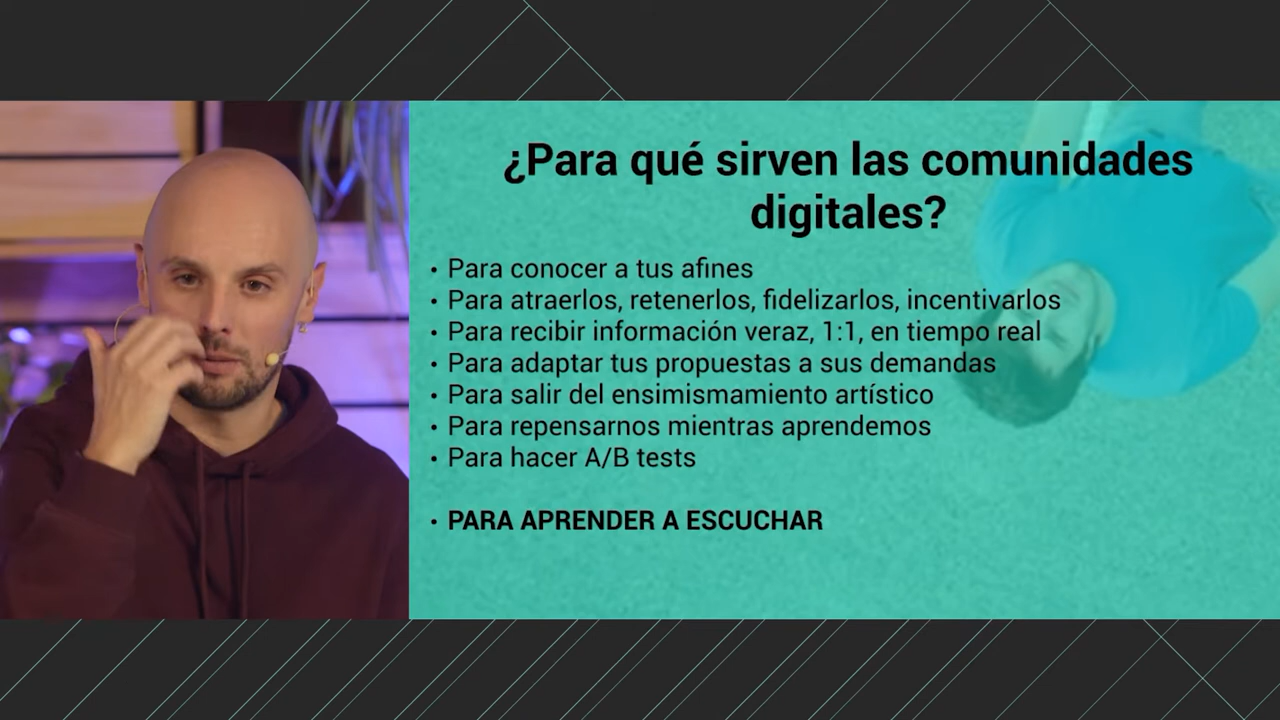 ¿Para qué sirven las comunidades
digitales?
• Para conocer a tus afines
• Para atraerlos, retenerlos, fidelizarlos, incentivarlos
• Para recibir información veraz, 1:1, en tiempo real
• Para adaptar tus propuestas a sus demandas
• Para salir del ensimismamiento artístico
• Para repensarnos mientras aprendemos
• Para hacer A/B tests
• PARA APRENDER A ESCUCHAR